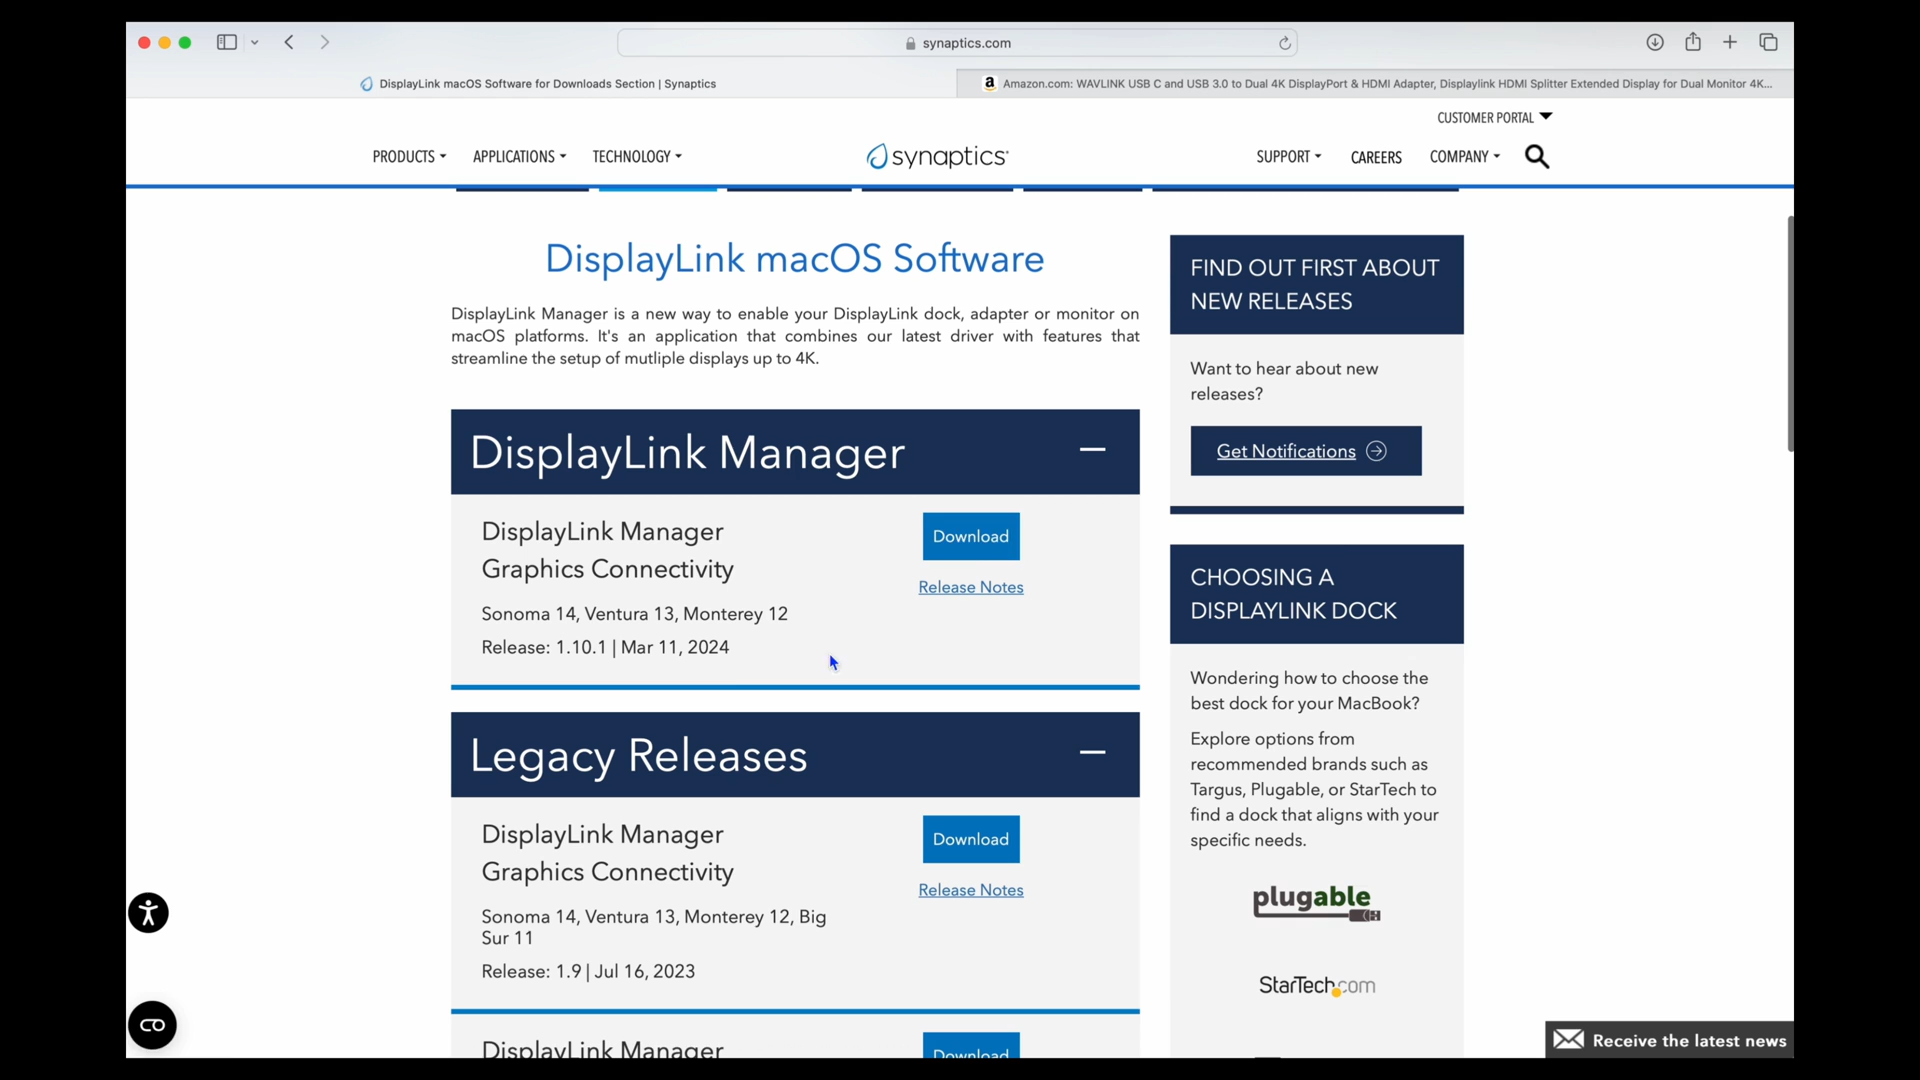 synaptics.com
DisplayLink macOS Software for Downloads Section | Synaptics
Amazon.com: WAVLINK USB C and USB 3.0 to Dual 4K DisplayPort & HDMI Adapter, Displaylink HDMI Splitter Extended Display for Dual Monitor 4K...
CUSTOMER PORTAL
PRODUCTS
APPLICATIONS
TECHNOLOGY
synaptics
SUPPORT
CAREERS
COMPANY
DisplayLink macOS Software
DisplayLink Manager is a new way to enable your DisplayLink dock, adapter or monitor on
macOS platforms. It's an application that combines our latest driver with features that
streamline the setup of mutliple displays up to 4K.
DisplayLink Manager
DisplayLink Manager
Graphics Connectivity
Sonoma 14, Ventura 13, Monterey 12
Release: 1.10.1 | Mar 11, 2024
Download
Release Notes
Legacy Releases
DisplayLink Manager
Graphics Connectivity
Sonoma 14, Ventura 13, Monterey 12, Big
Sur 11
Release: 1.9 | Jul 16, 2023
Download
Release Notes
DisplayLink Manager
Download
FIND OUT FIRST ABOUT
NEW RELEASES
Want to hear about new
releases?
Get Notifications
CHOOSING A
DISPLAYLINK DOCK
Wondering how to choose the
best dock for your MacBook?
Explore options from
recommended brands such as
Targus, Plugable, or StarTech to
find a dock that aligns with your
specific needs.
plugable
StarTech.com
Receive the latest news